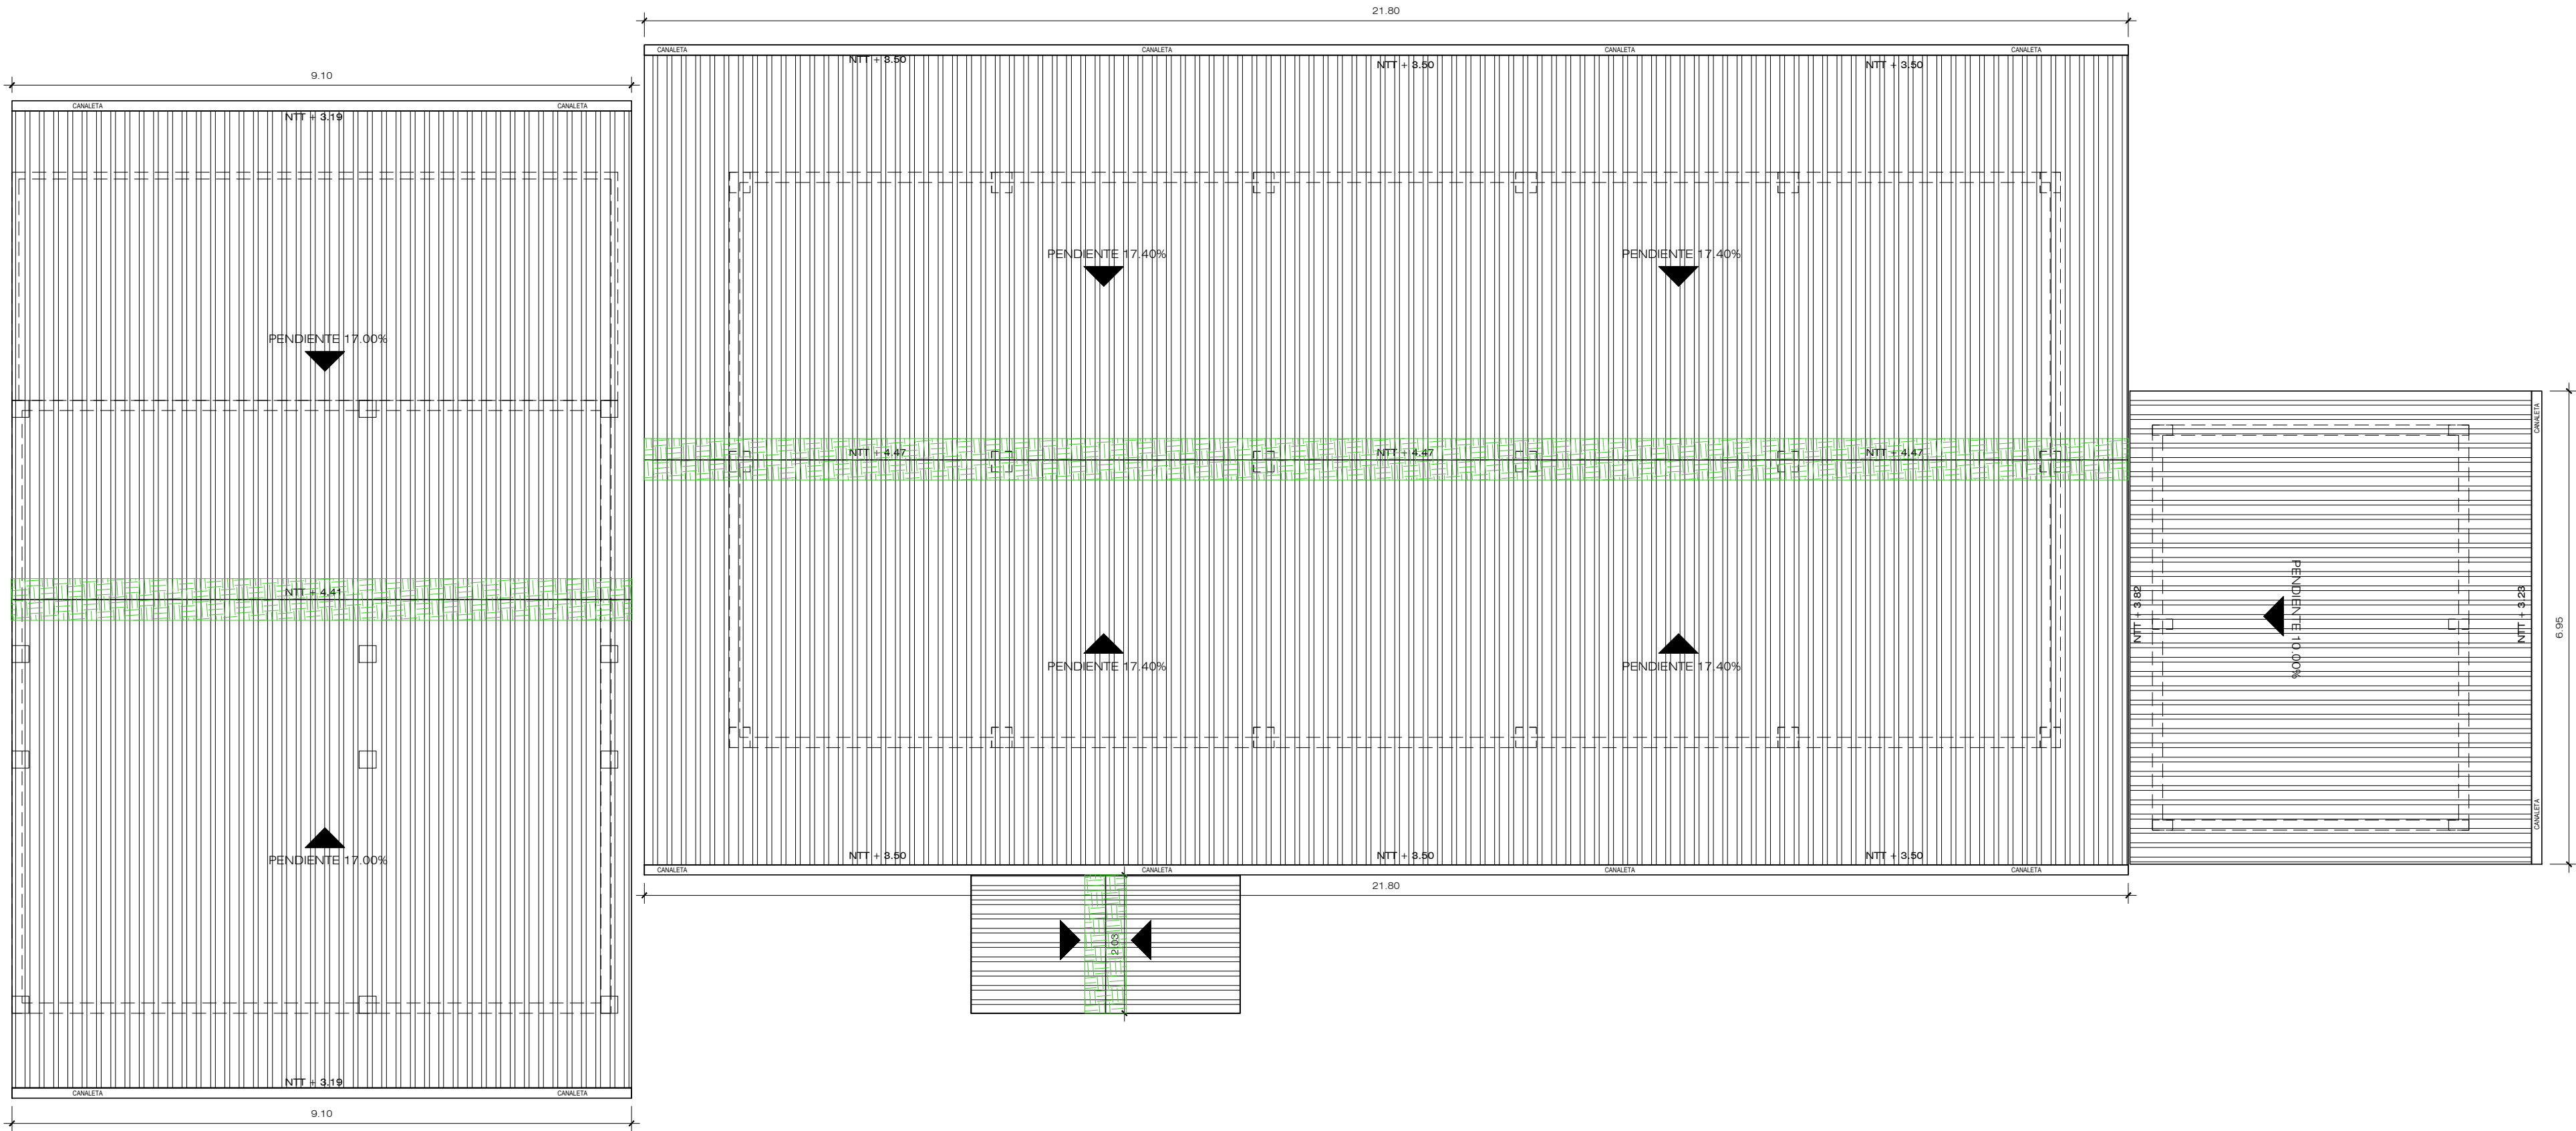 21.80
CANALETA CANALETA CANALETA CANALETA
NTT + 3.50 NTT + 3.50 NTT + 3.50
9.10
CANALETA CANALETA
NTT + 3.19
PENDIENTE 17.40% PENDIENTE 17.40%
PENDIENTE 17.00%
CANALETA
NTT + 4.47 NTT + 4.47 NTT + 4.47
NTT + 4.41
NTT + 3.82
PENDIENTE 10.00%
NTT + 3.23
6.95
PENDIENTE 17.40% PENDIENTE 17.40%
CANALETA
PENDIENTE 17.00%
NTT + 3.50 NTT + 3.50 NTT + 3.50
CANALETA CANALETA CANALETA CANALETA
21.80
2.03
NTT + 3.19
CANALETA CANALETA
9.10